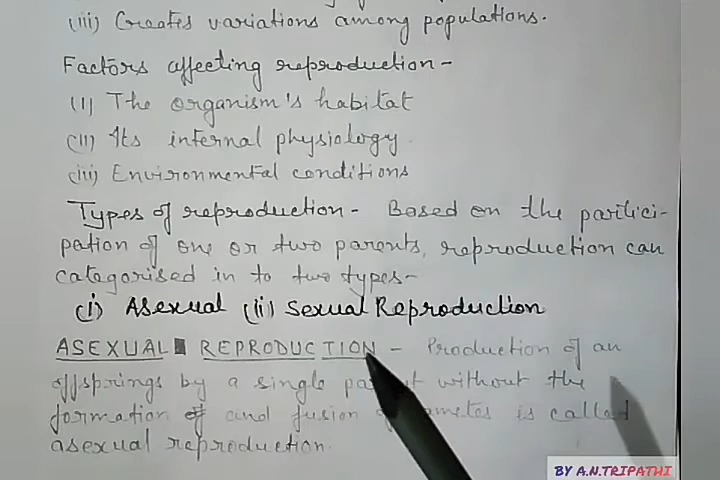 (iii) Creates variations among populations.
Factors affecting reproduction-
(i) The organism's habitat
(ii) Its internal physiology.
(iii) Environmental conditions
Types of reproduction- Based on the partici-
pation of one or two parents, reproduction can
categorised in to two types-
(i) Asexual (ii) Sexual Reproduction
ASEXUAL REPRODUCTION - Production of an
offsprings by a single parent without the
formation and fusion of gametes is called
asexual reproduction.
BY A.N.TRIPATHI